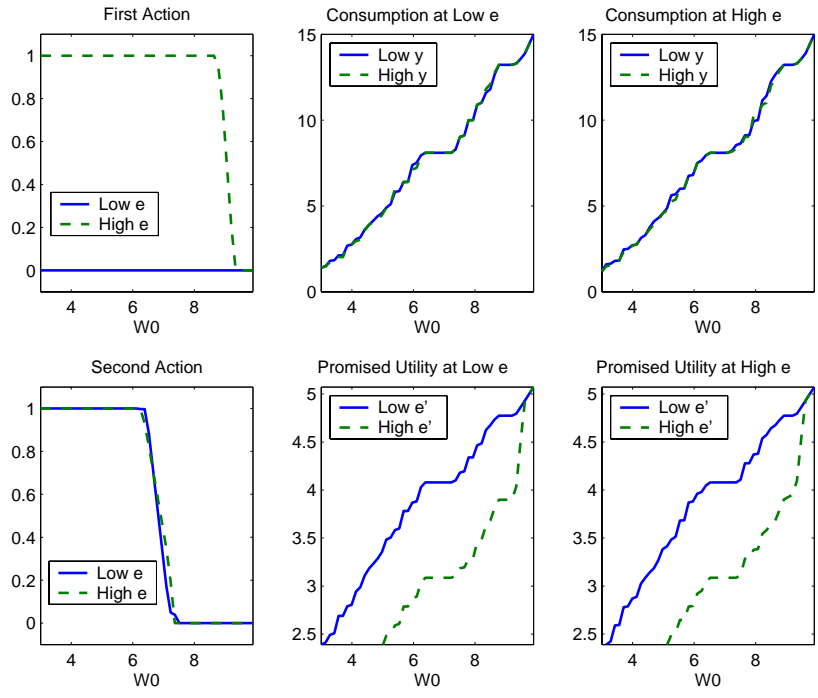 First Action
1
0.8
0.6
0.4
0.2
0
Low e
High e
4 6 8
W0
Consumption at Low e
15
10
5
0
Low y
High y
4 6 8
W0
Consumption at High e
15
10
5
0
Low y
High y
4 6 8
W0
Second Action
1
0.8
0.6
0.4
0.2
0
Low e
High e
4 6 8
W0
Promised Utility at Low e
5
4.5
4
3.5
3
2.5
Low e'
High e'
4 6 8
W0
Promised Utility at High e
5
4.5
4
3.5
3
2.5
Low e'
High e'
4 6 8
W0